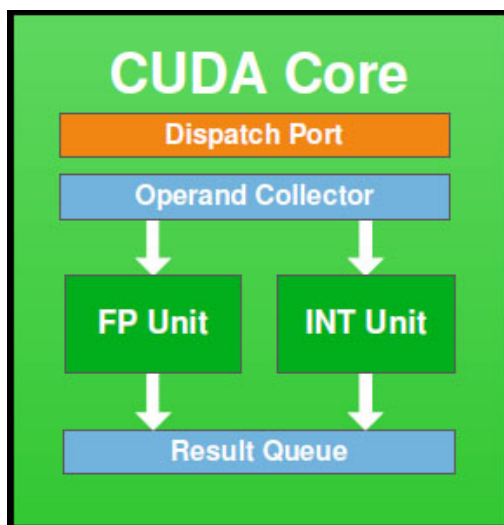 CUDA Core
Dispatch Port
Operand Collector
FP Unit
INT Unit
Result Queue